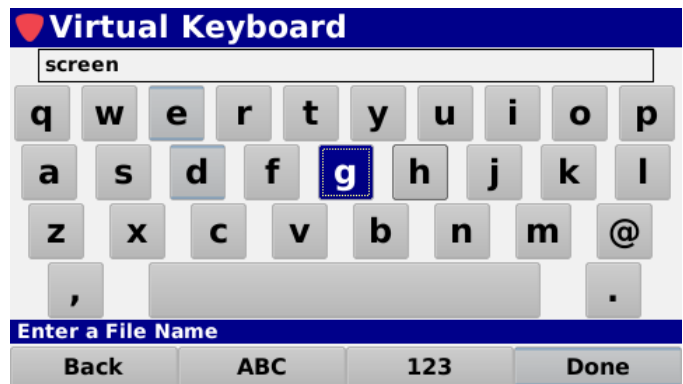 Virtual Keyboard
screen
q w e r t y u i o p
a s d f g h j k l
z x c v b n m @
, .
Enter a File Name
Back ABC 123 Done